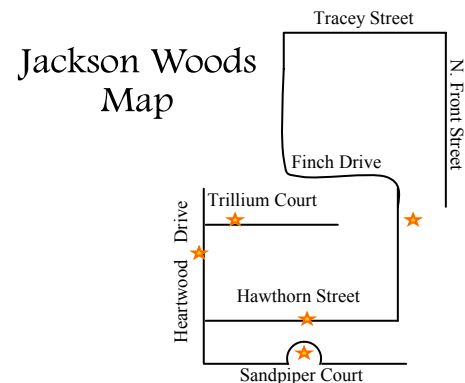 Tracey Street
Jackson Woods
Map
N. Front Street
Finch Drive
Trillium Court
Heartwood Drive
Hawthorn Street
Sandpiper Court